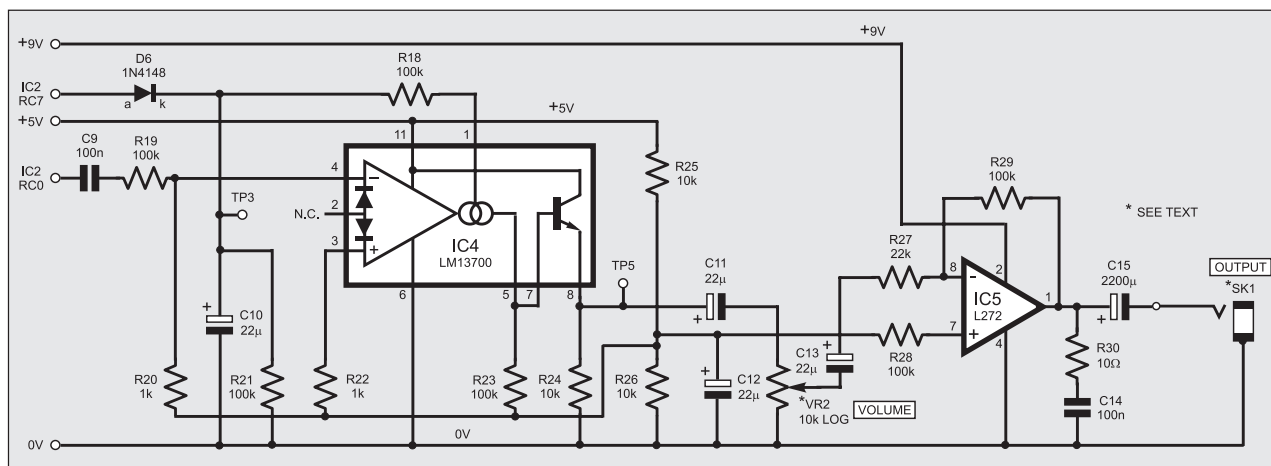 +9V
+9V
D6
1N4148
a
k
IC2
RC7
R18
100k
+5V
+5V
11
1
C9
100n
R19
100k
IC2
RC0
4
−
TP3
N.C.
2
3
+
IC4
LM13700
6
5
7
8
TP5
R25
10k
C11
22µ
+
R27
22k
R29
100k
* SEE TEXT
8
−
2
IC5
L272
1
7
+
4
R28
100k
C15
2200µ
+
OUTPUT
*SK1
+
C10
22µ
R20
1k
R21
100k
R22
1k
R23
100k
R24
10k
R26
10k
+
C12
22µ
C13
22µ
+
*VR2
10k LOG
VOLUME
R30
10Ω
C14
100n
0V
0V